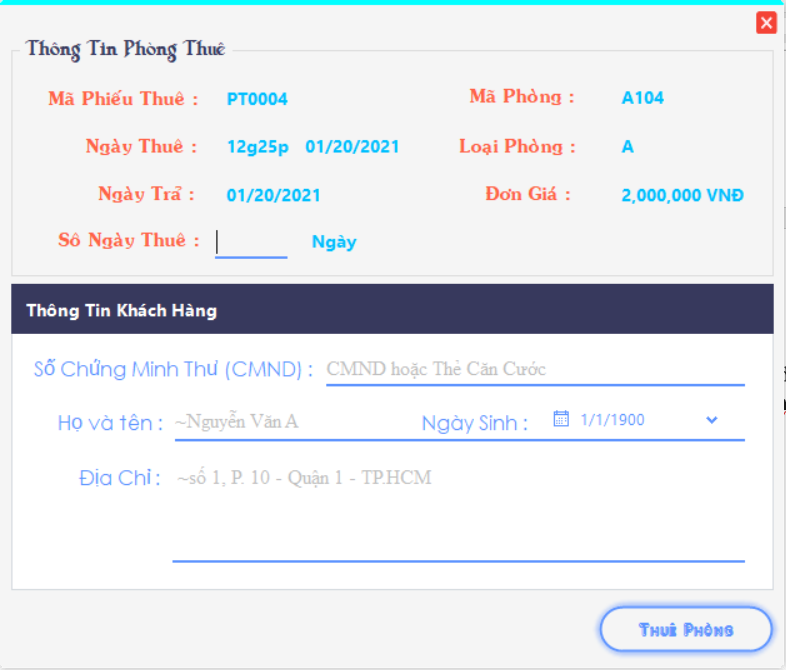 Thông Tin Phòng Thuê
Mã Phiếu Thuê : PT0004 Mã Phòng : A104
Ngày Thuê : 12g25p 01/20/2021 Loại Phòng : A
Ngày Trả : 01/20/2021 Đơn Giá : 2,000,000 VNĐ
Số Ngày Thuê : Ngày
Thông Tin Khách Hàng
Số Chứng Minh Thư (CMND) : CMND hoặc Thẻ Căn Cước
Họ và tên : ~Nguyễn Văn A Ngày Sinh : 1/1/1900
Địa Chỉ : ~số 1, P. 10 - Quận 1 - TP.HCM
Thuê Phòng